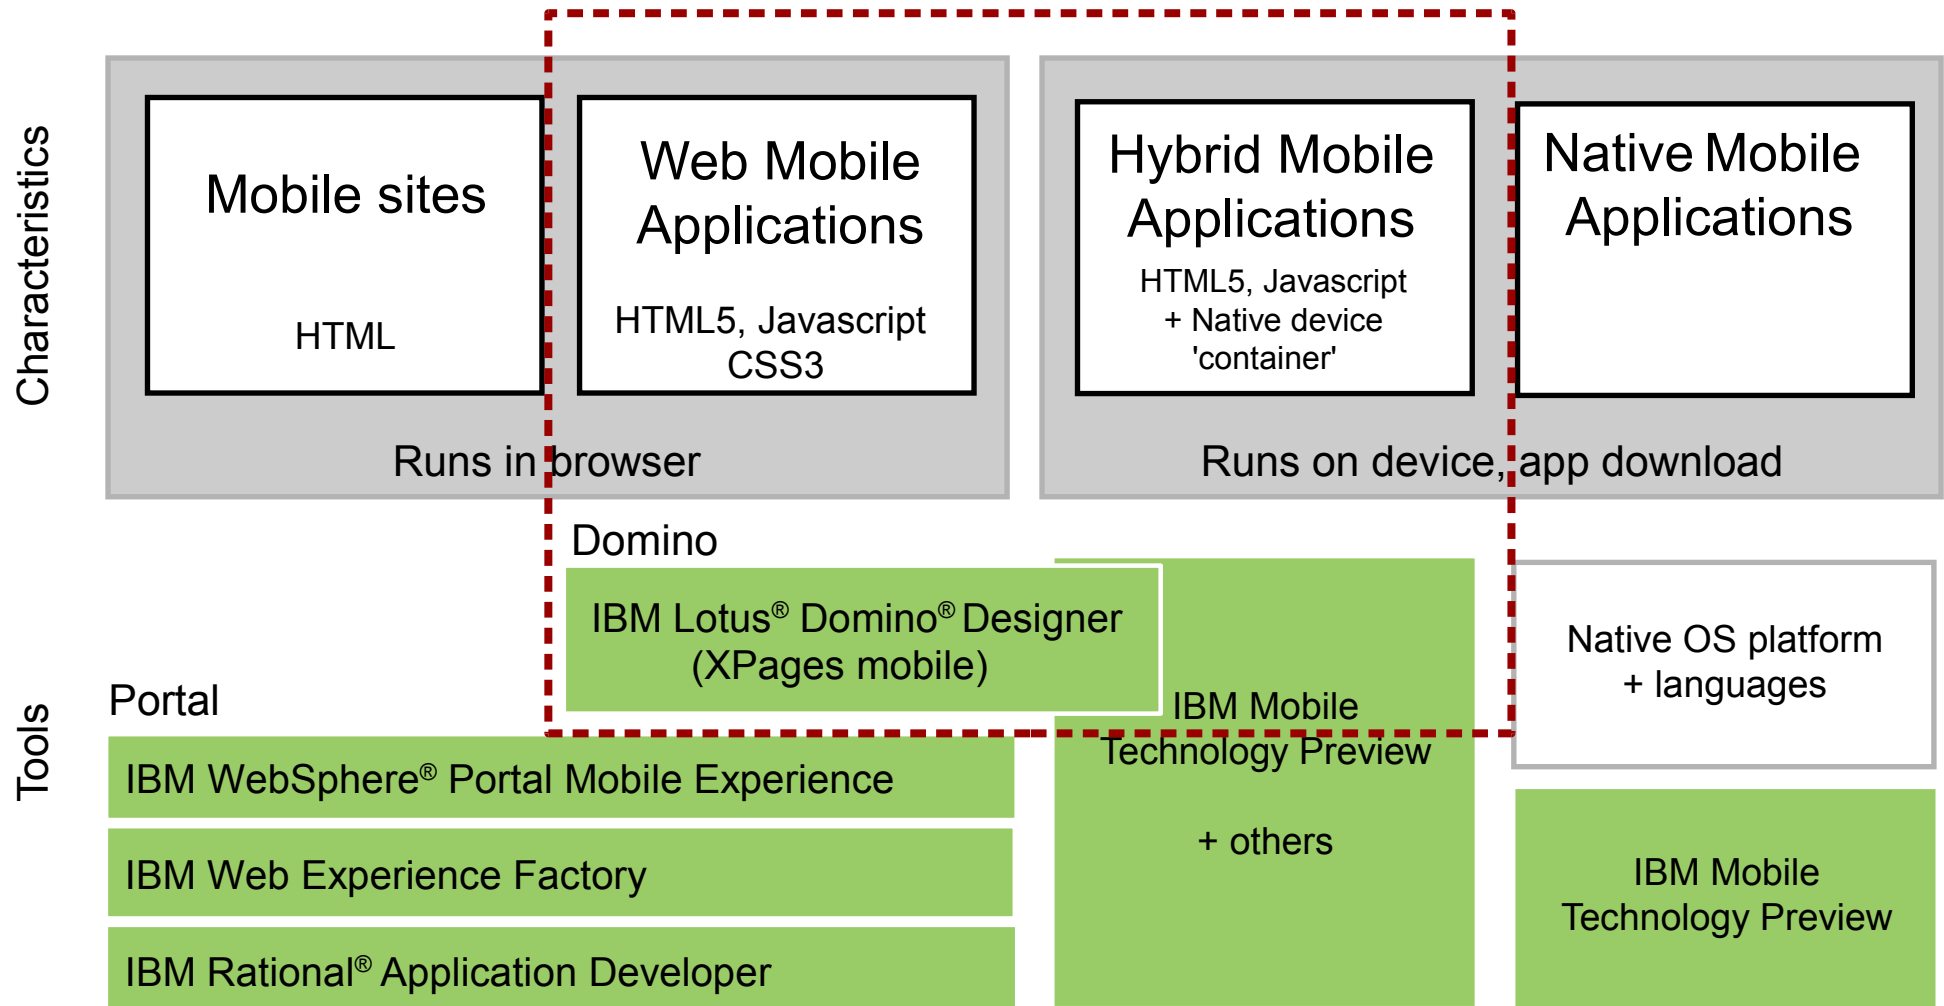 Characteristics
Mobile sites
HTML
Web Mobile
Applications
HTML5, Javascript
CSS3
Runs in browser
Hybrid Mobile
Applications
HTML5, Javascript
+ Native device
'container'
Native Mobile
Applications
Runs on device, app download
Tools
Domino
IBM Lotus® Domino® Designer
(XPages mobile)
Portal
IBM WebSphere® Portal Mobile Experience
IBM Web Experience Factory
IBM Rational® Application Developer
IBM Mobile
Technology Preview
+ others
Native OS platform
+ languages
IBM Mobile
Technology Preview